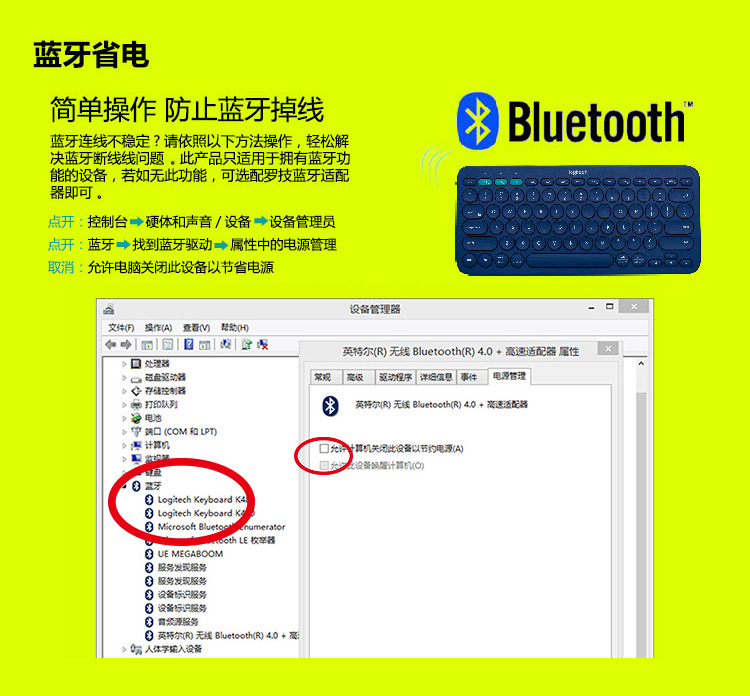 蓝牙省电
简单操作 防止蓝牙掉线
蓝牙连线不稳定？请依照以下方法操作，轻松解
决蓝牙断线线问题 。此产品只适用于拥有蓝牙功
能的设备，若如无此功能，可选配罗技蓝牙适配
器即可 。
Bluetooth™
logitech
点开：控制台➡硬体和声音 / 设备➡设备管理员
点开：蓝牙➡找到蓝牙驱动➡属性中的电源管理
取消：允许电脑关闭此设备以节省电源
设备管理器
文件(F) 操作(A) 查看(V) 帮助(H)
英特尔(R) 无线 Bluetooth(R) 4.0 + 高速适配器 属性
常规 高级 驱动程序 详细信息 事件 电源管理
英特尔(R) 无线 Bluetooth(R) 4.0 + 高速适配器
允许计算机关闭此设备以节约电源(A)
允许此设备唤醒计算机(O)
处理器
磁盘驱动器
存储控制器
打印队列
电池
端口 (COM 和 LPT)
计算机
监视器
键盘
蓝牙
Logitech Keyboard K4
Logitech Keyboard K4
Microsoft Bluetooth Enumerator
Bluetooth LE 枚举器
UE MEGABOOM
服务发现服务
服务发现服务
设备标识服务
设备标识服务
音频源服务
英特尔(R) 无线 Bluetooth(R) 4.0 + 高
人体学输入设备